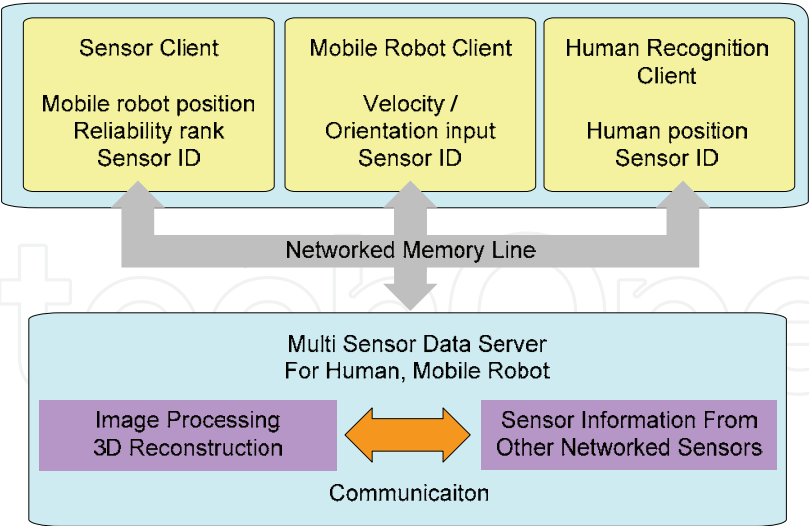 Sensor Client
Mobile robot position
Reliability rank
Sensor ID
Mobile Robot Client
Velocity /
Orientation input
Sensor ID
Human Recognition
Client
Human position
Sensor ID
Networked Memory Line
Multi Sensor Data Server
For Human, Mobile Robot
Image Processing
3D Reconstruction
Sensor Information From
Other Networked Sensors
Communicaiton